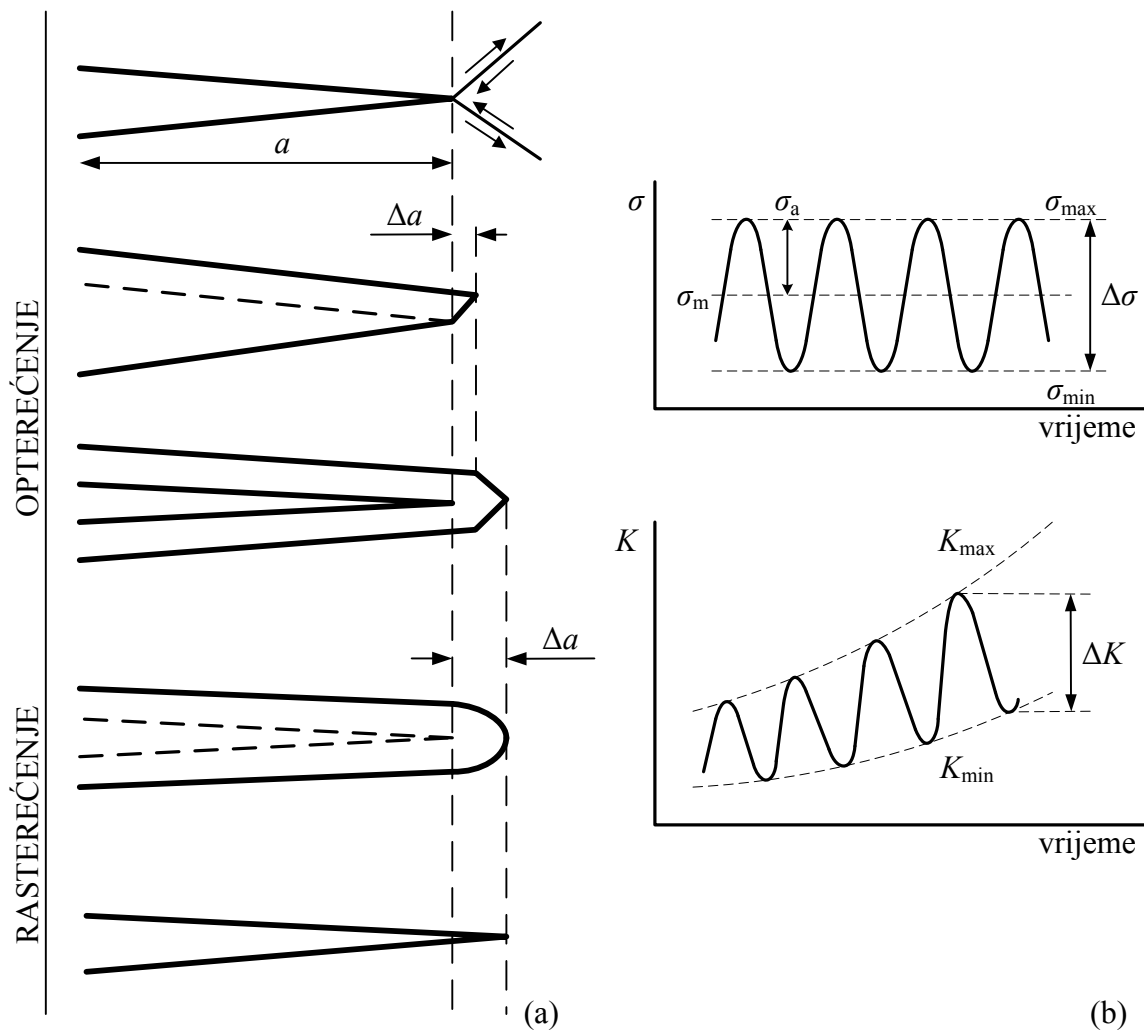 OPTEREĆENJE
RASTEREĆENJE
a
Δa
Δa
(a)
σ
σa
σmax
σm
Δσ
σmin
vrijeme
K
Kmax
ΔK
Kmin
vrijeme
(b)